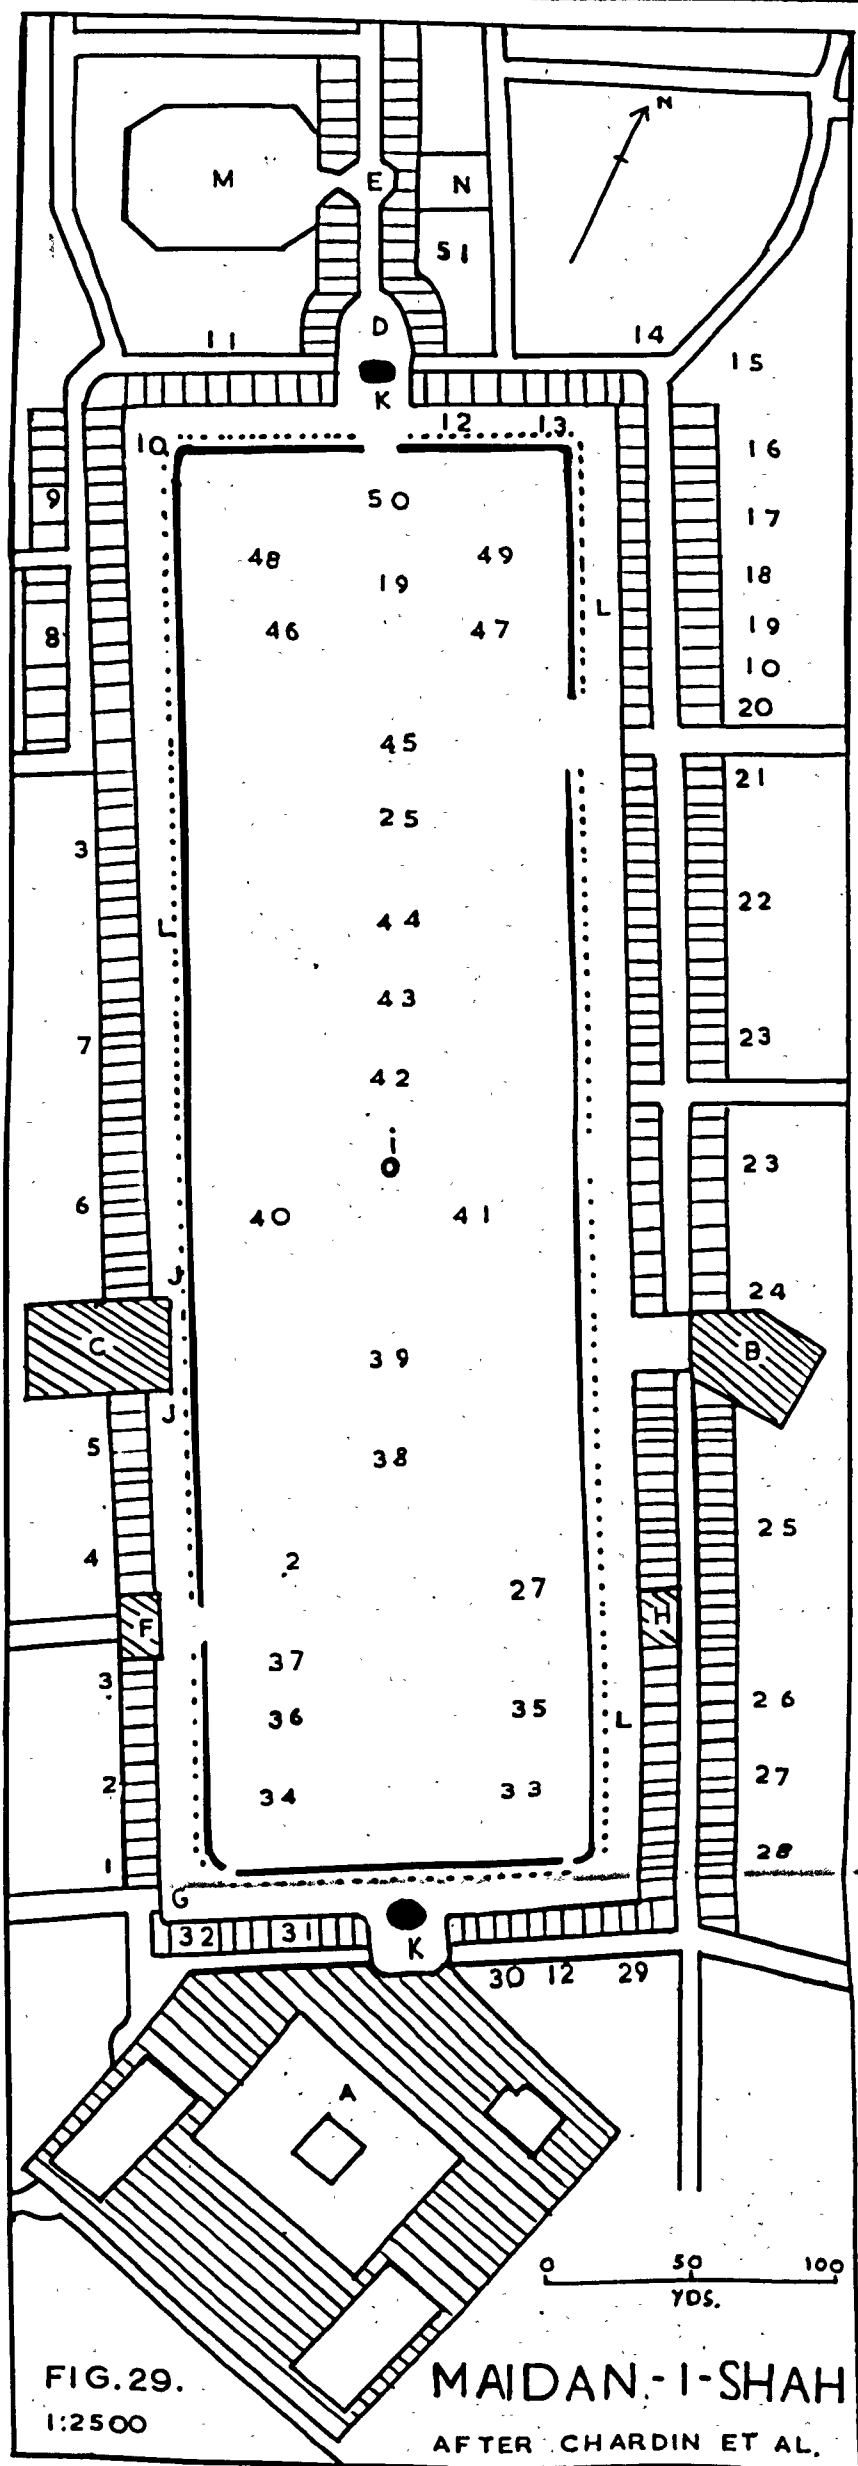 N
M E N
51
D
11 14
15
K
12 13
10 16
9 50 17
48 49
19 18
L
46 47 19
8 10
20
45
21
25
3
22
44
L
43
7 23
42
i
23
6 40 41
J
24
C 39 B
J
5 38
25
4 2
27
F H
37
3 26
36 35 L
2 34 33 27
28
1
G
32 31 K
30 12 29
A
0 50 100
YDS.
FIG.29. MAIDAN-I-SHAH
1:2500
AFTER CHARDIN ET AL.